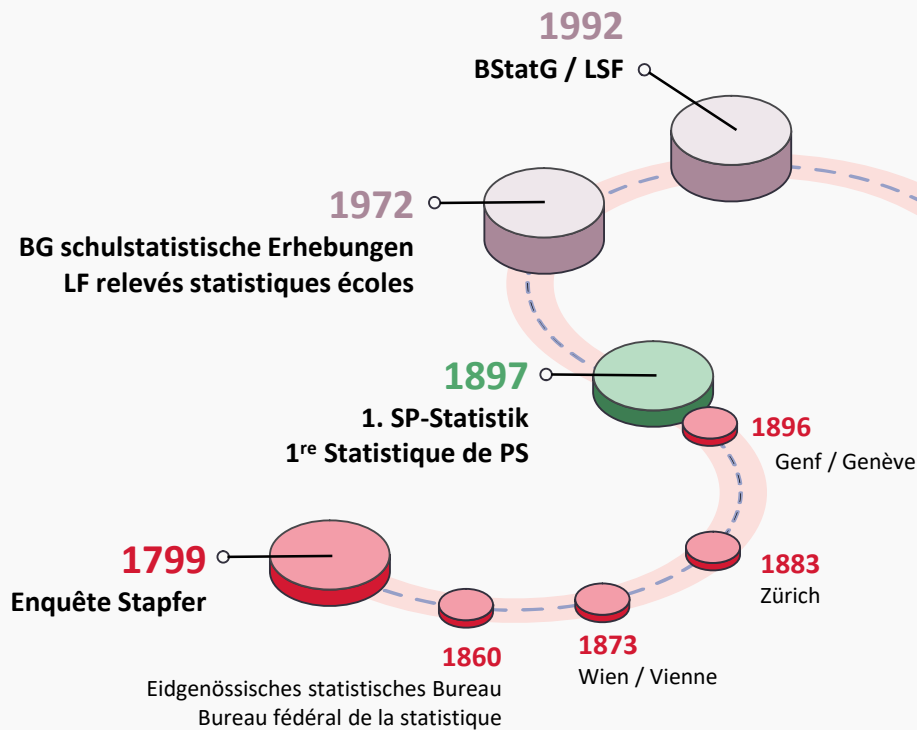 1992
BStatG / LSF
1972
BG schulstatistische Erhebungen
LF relevés statistiques écoles
1897
1. SP-Statistik
1re Statistique de PS
1896
Genf / Genève
1799
Enquête Stapfer
1883
Zürich
1873
Wien / Vienne
1860
Eidgenössisches statistisches Bureau
Bureau fédéral de la statistique